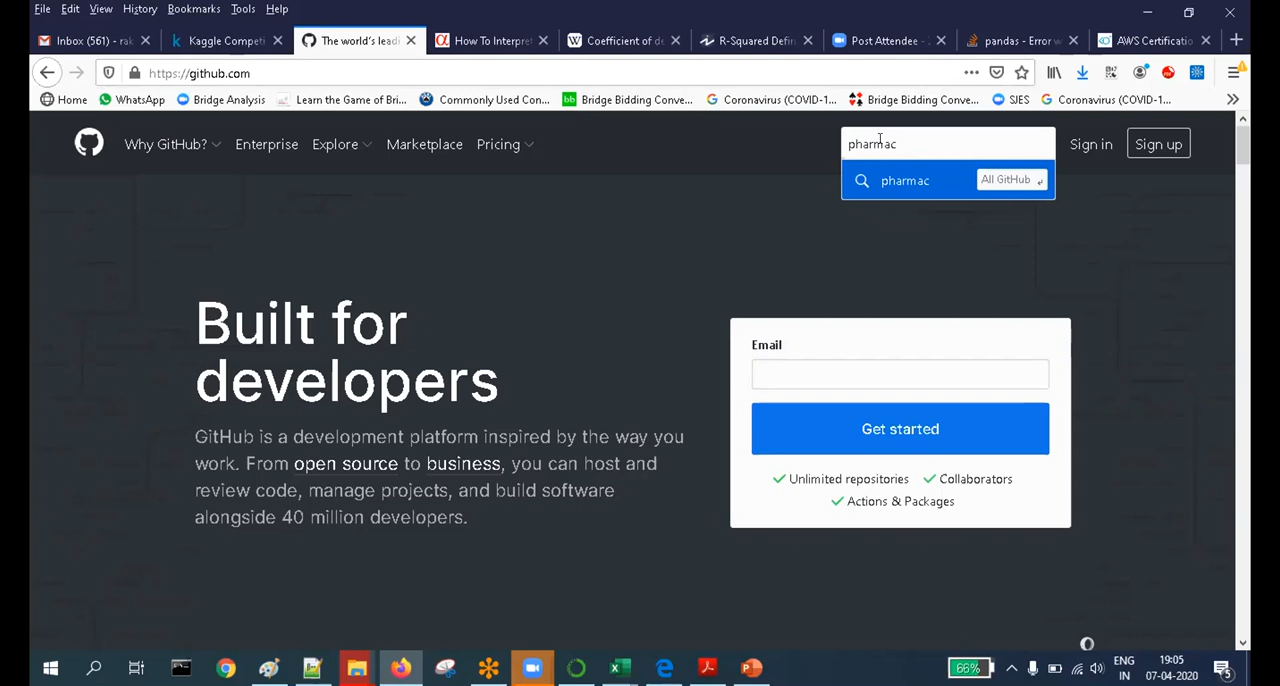 File Edit View History Bookmarks Tools Help
Inbox (561) - rak Kaggle Competi The world's leadi How To Interpret Coefficient of de R-Squared Defin Post Attendee - Z pandas - Error w AWS Certificatio
https://github.com
Home WhatsApp Bridge Analysis Learn the Game of Bri... Commonly Used Con... Bridge Bidding Conve... Coronavirus (COVID-1... Bridge Bidding Conve... SJES Coronavirus (COVID-1...
Why GitHub? Enterprise Explore Marketplace Pricing pharmac Sign in Sign up
pharmac All GitHub
Built for
developers
GitHub is a development platform inspired by the way you
work. From open source to business, you can host and
review code, manage projects, and build software
alongside 40 million developers.
Email
Get started
Unlimited repositories Collaborators
Actions & Packages
66% ENG
IN
19:05
07-04-2020
5